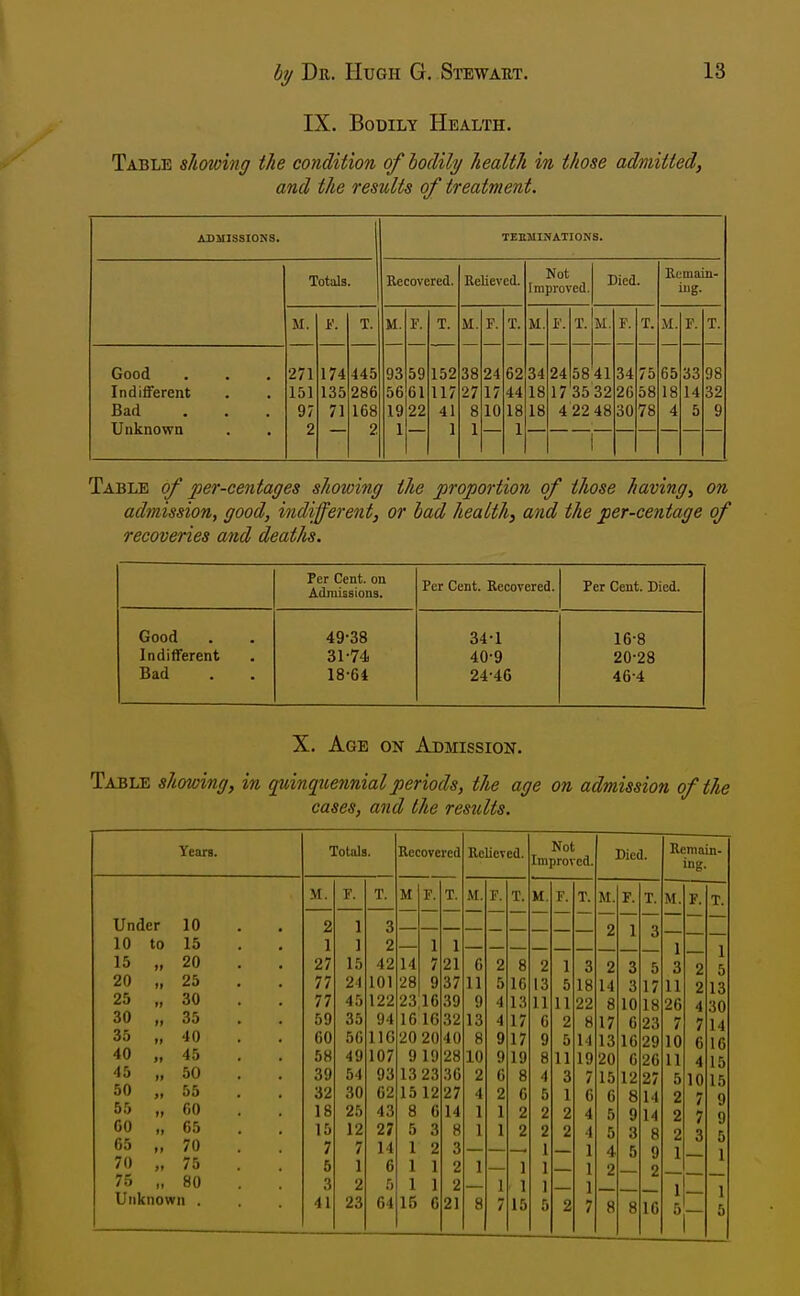 by Dr. Hugh G. Stewart. 13
IX. Bodily Health.
Table showing the condition of bodily health in those admitted,
and the results of treatment.
ADMISSIONS. TERMINATIONS.
Totals. Recovered. Relieved. Not Improved. Died. Remaining.
M. F. T. M. F. T. M. F. T. M. F. T. M. F. T. M. F. T.
Good . . . 271 174 445 93 59 152 38 24 62 34 24 58 41 34 75 65 33 98
Indifferent . . 151 135 286 56 61 117 27 17 44 18 17 35 32 26 58 18 14 32
Bad . . . 97 71 168 19 22 41 8 10 18 18 4 22 48 30 78 4 5 9
Unknown . . 2 — 2 1 — 1 1 — 1 — — — — — — — — —
Table of per-centages showing the proportion of those having, on
admission, good, indifferent, or bad health, and the per-centage of
recoveries and deaths.
Per Cent. on Admissions. Per Cent. Recovered. Per Cent. Died.
Good . . 49·38 34·1 16·8
Indifferent . 31·74 40·9 20·28
Bad . . 18·64 24·46 46·4
X. Age on Admission.
Table showing, in quinquennial periods, the age on admission of the
cases, and the results.
Years. Totals. Recovered Relieved. Not Improved. Died. Remaining.
M. F. T. M F. T. M. F. T. M. F. T. M. F. T. M. F. T.
Under 10 . . 2 1 3 — — — — — — — — — 2 1 3 — — —
10 to 15 . . 1 1 2 — 1 1 — — — — — — — — — 1 — 1
15 „ 20 . . 27 15 42 14 7 21 6 2 8 2 1 3 2 3 5 3 2 5
20 „ 25 . . 77 24 101 28 9 37 11 5 16 13 5 18 14 3 17 11 2 13
25 „ 30 . . 77 45 122 23 16 39 9 4 13 11 11 22 8 10 18 26 4 30
30 „ 35 . . 59 35 94 16 16 32 13 4 17 6 2 8 17 6 23 7 7 14
35 „ 40 . . 60 56 116 20 20 40 8 9 17 9 5 14 13 16 29 10 6 16
40 „ 45 . . 58 49 107 9 19 28 10 9 19 8 11 19 20 6 26 11 4 15
45 „ 50 . . 39 54 93 13 23 36 2 6 8 4 3 7 15 12 27 5 10 15
50 „ 55 . . 32 30 62 15 12 27 4 2 6 5 1 6 6 8 14 2 7 9
55 „ 60 . . 18 25 43 8 6 14 1 1 2 2 2 4 5 9 14 2 7 9
60 „ 65 . . 15 12 27 5 3 8 1 1 2 2 2 4 5 3 8 2 3 5
65 „ 70 . . 7 7 14 1 2 3 — — — 1 — 1 4 5 9 1 — 1
70 „ 75 . . 5 1 6 1 1 2 1 — 1 1 — 1 2 — 2 — — —
75 „ 80 . . 3 2 5 1 1 2 — 1 1 1 — 1 — — — 1 — 1
Unknown . . . 41 23 64 15 6 21 8 7 15 5 2 7 8 8 16 5 — 5